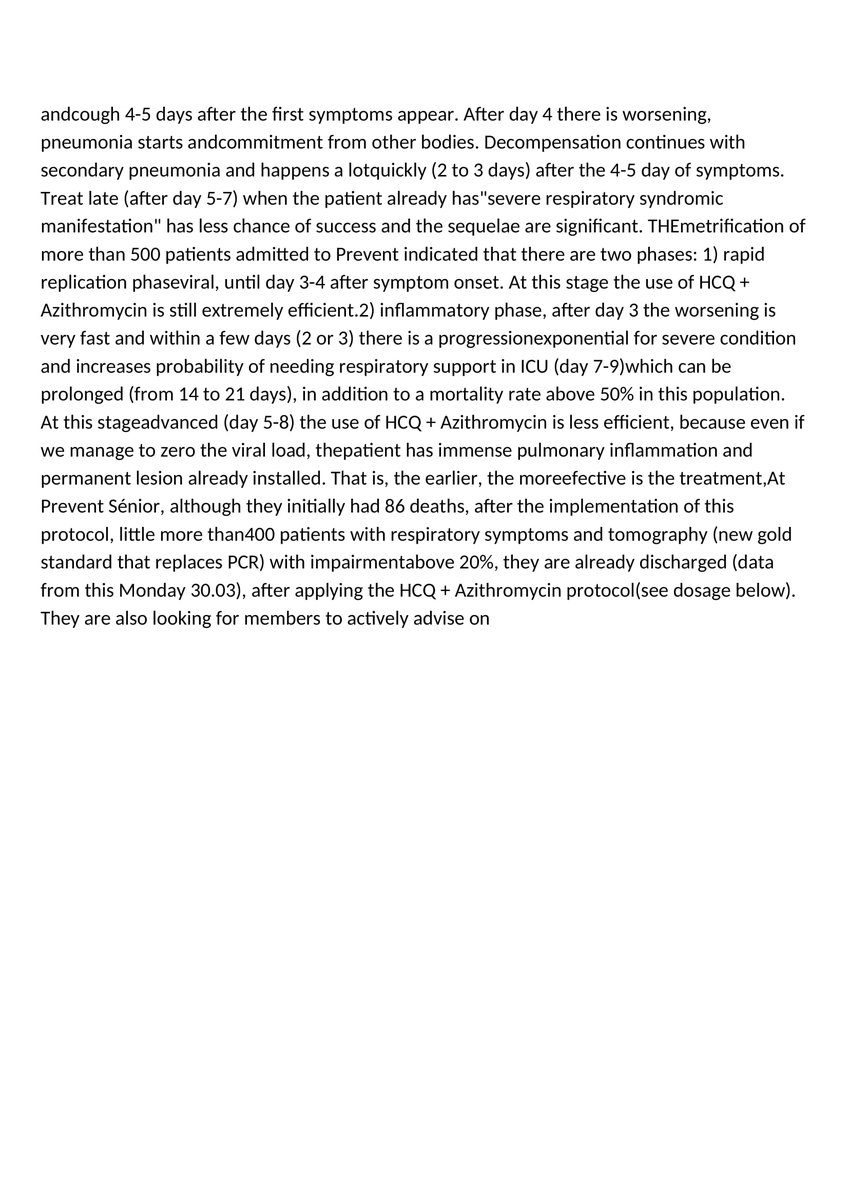 andcough 4-5 days after the first symptoms appear. After day 4 there is worsening,
pneumonia starts andcommitment from other bodies. Decompensation continues with
secondary pneumonia and happens a lotquickly (2 to 3 days) after the 4-5 day of symptoms.
Treat late (after day 5-7) when the patient already has"severe respiratory syndromic
manifestation" has less chance of success and the sequelae are significant. THEmetrification of
more than 500 patients admitted to Prevent indicated that there are two phases: 1) rapid
replication phaseviral, until day 3-4 after symptom onset. At this stage the use of HCQ +
Azithromycin is still extremely efficient.2) inflammatory phase, after day 3 the worsening is
very fast and within a few days (2 or 3) there is a progressionexponential for severe condition
and increases probability of needing respiratory support in ICU (day 7-9)which can be
prolonged (from 14 to 21 days), in addition to a mortality rate above 50% in this population.
At this stageadvanced (day 5-8) the use of HCQ + Azithromycin is less efficient, because even if
we manage to zero the viral load, thepatient has immense pulmonary inflammation and
permanent lesion already installed. That is, the earlier, the moreefective is the treatment,At
Prevent Sénior, although they initially had 86 deaths, after the implementation of this
protocol, little more than400 patients with respiratory symptoms and tomography (new gold
standard that replaces PCR) with impairmentabove 20%, they are already discharged (data
from this Monday 30.03), after applying the HCQ + Azithromycin protocol(see dosage below).
They are also looking for members to actively advise on